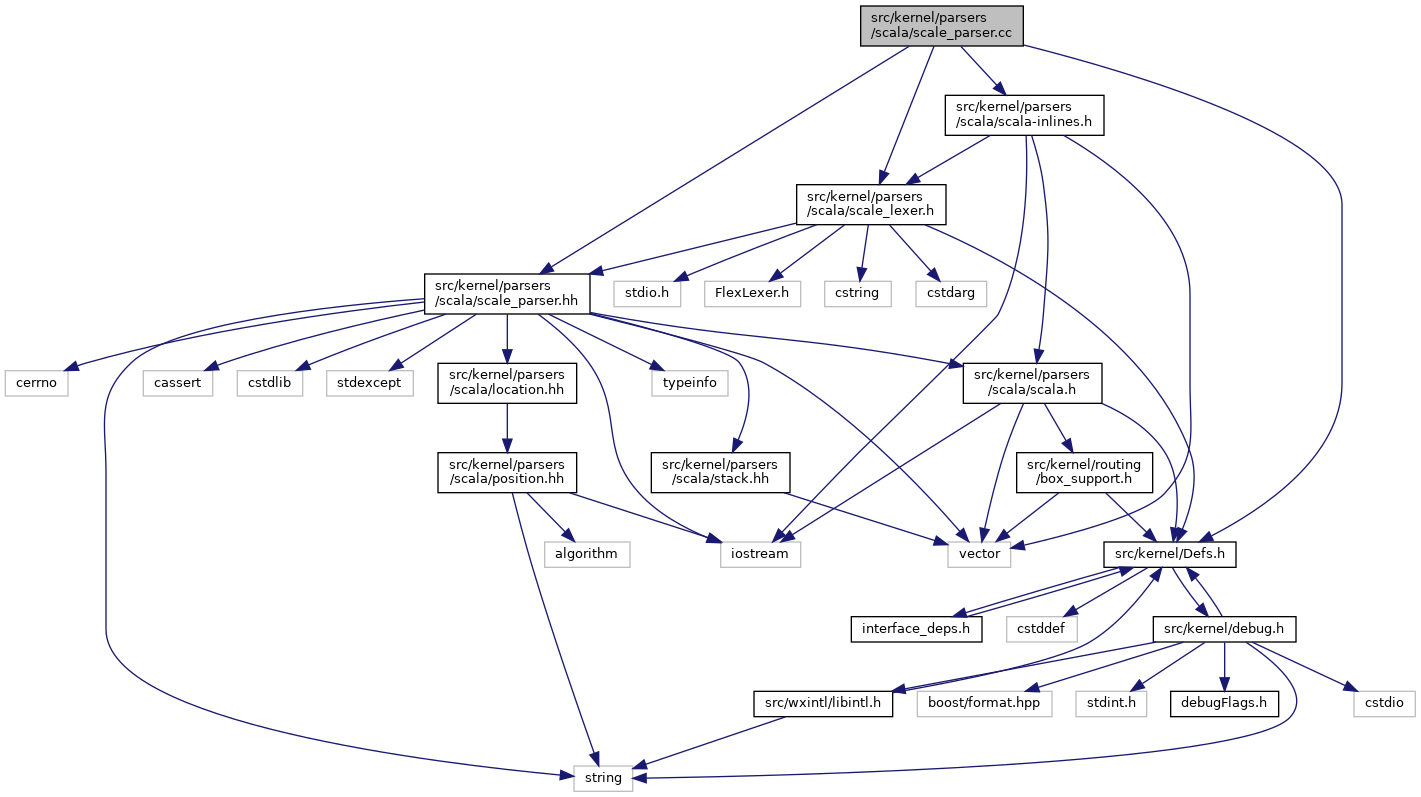 src/kernel/parsers
/scala/scale_parser.cc
src/kernel/parsers
/scala/scala-inlines.h
src/kernel/parsers
/scala/scale_lexer.h
src/kernel/parsers
/scala/scale_parser.hh
stdio.h
FlexLexer.h
cstring
cstdarg
cerrno
cassert
cstdlib
stdexcept
src/kernel/parsers
/scala/location.hh
typeinfo
src/kernel/parsers
/scala/scala.h
src/kernel/parsers
/scala/position.hh
src/kernel/parsers
/scala/stack.hh
src/kernel/routing
/box_support.h
algorithm
iostream
vector
src/kernel/Defs.h
interface_deps.h
cstddef
src/kernel/debug.h
src/wxintl/libintl.h
boost/format.hpp
stdint.h
debugFlags.h
cstdio
string